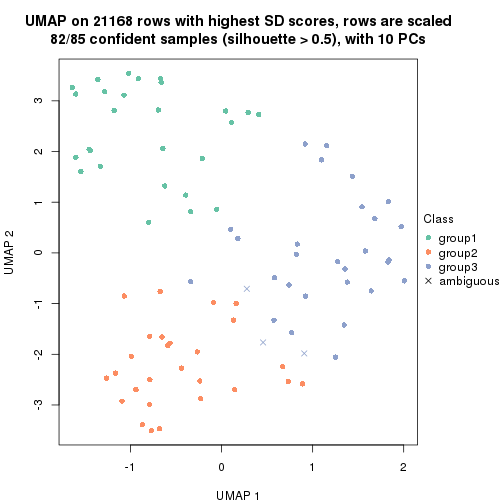 UMAP on 21168 rows with highest SD scores, rows are scaled
82/85 confident samples (silhouette > 0.5), with 10 PCs
UMAP 2
3
2
1
0
-1
-2
-3
-1
0
1
2
UMAP 1
Class
group1
group2
group3
ambiguous